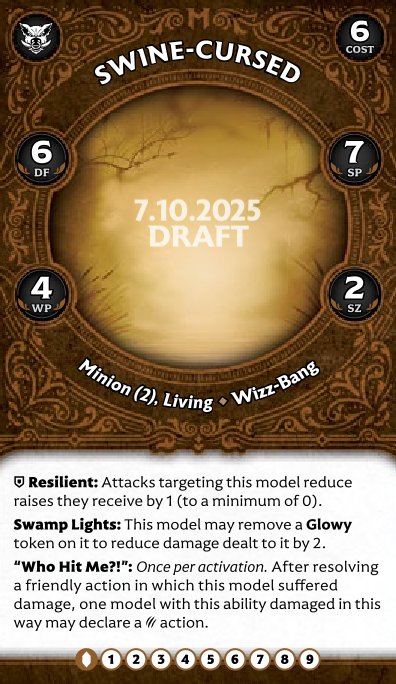 SWINE-CURSED
6
COST
6
DF
7
SP
7.10.2025
DRAFT
4
WP
2
SZ
Minion (2), Living ◆ Wizz-Bang
Resilient: Attacks targeting this model reduce
raises they receive by 1 (to a minimum of 0).
Swamp Lights: This model may remove a Glowy
token on it to reduce damage dealt to it by 2.
“Who Hit Me?!”: Once per activation. After resolving
a friendly action in which this model suffered
damage, one model with this ability damaged in this
way may declare a action.
1 2 3 4 5 6 7 8 9